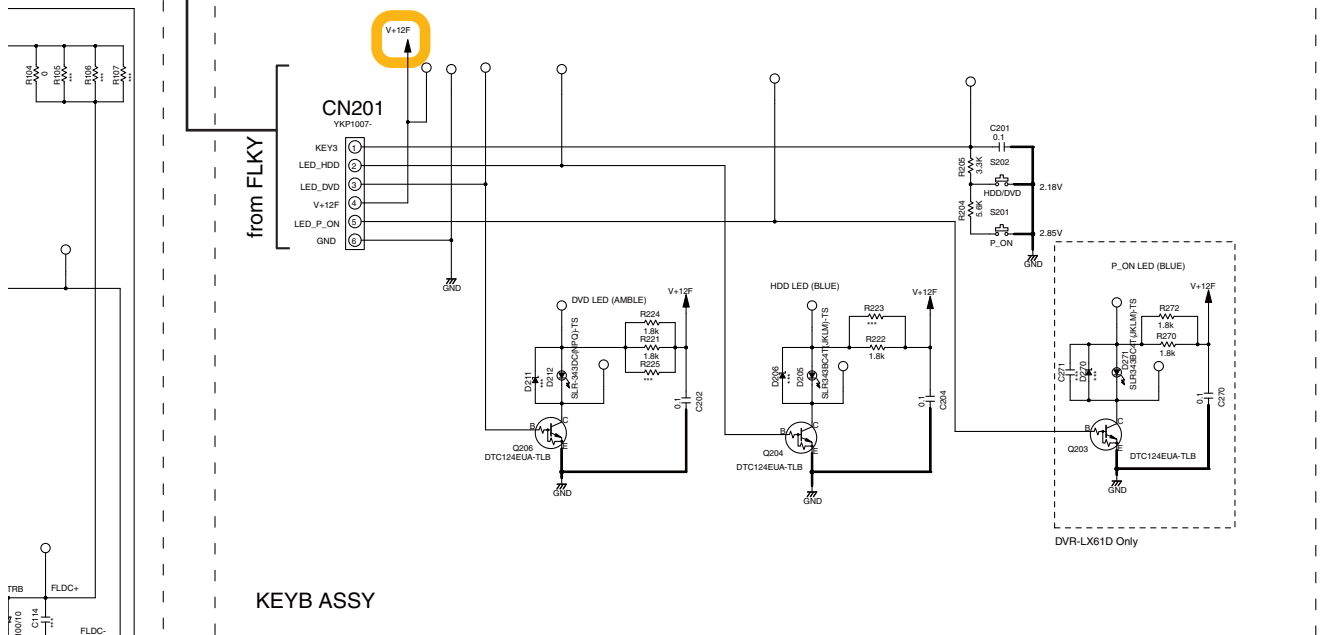 V+12F
R104
0
R105
***
R106
***
R107
***
CN201
YKP1007-
from FLKY
KEY3
1
LED_HDD
2
LED_DVD
3
V+12F
4
LED_P_ON
5
GND
6
GND
C201
0.1
R205
3.3K
S202
HDD/DVD
2.18V
R204
5.6K
S201
P_ON
2.85V
GND
DVD LED (AMBLE)
V+12F
R224
1.8k
R221
1.8k
R225
***
D211
***
D212
SLR-343DC(NPQ)-TS
0.1
C202
B
C
E
Q206
DTC124EUA-TLB
GND
HDD LED (BLUE)
V+12F
R223
***
R222
1.8k
D206
***
D205
SLR343BC4T(JKLM)-TS
0.1
C204
B
C
E
Q204
DTC124EUA-TLB
GND
P_ON LED (BLUE)
V+12F
R272
1.8k
R270
1.8k
C271
***
D270
***
D271
SLR343BC4T(JKLM)-TS
0.1
C270
B
C
E
Q203
DTC124EUA-TLB
GND
DVR-LX61D Only
TRB
FLDC+
C114
***
FLDC-
KEYB ASSY